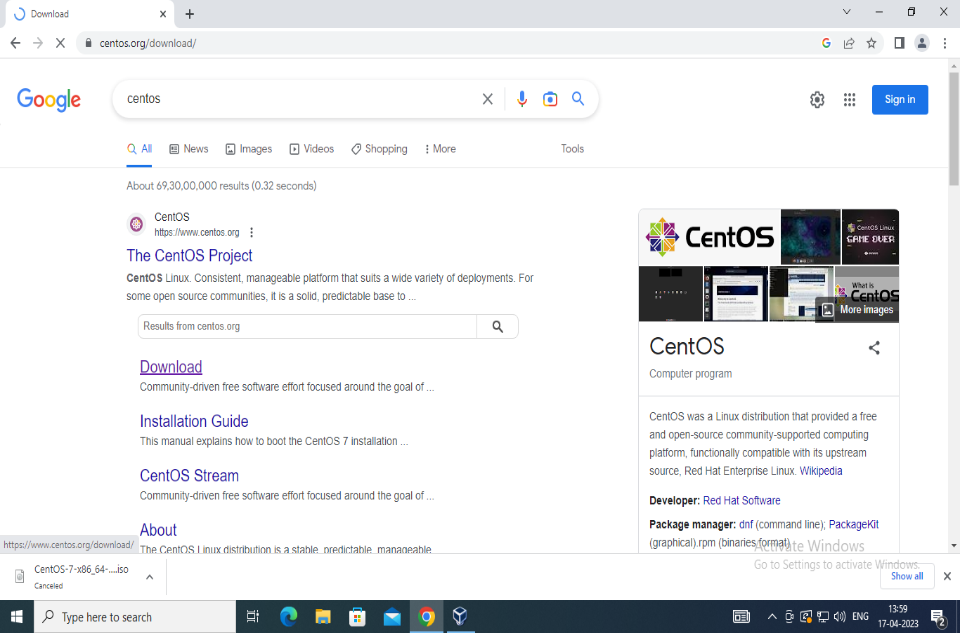 Download
centos.org/download/
Google
centos
Sign in
All
News
Images
Videos
Shopping
More
Tools
About 69,30,00,000 results (0.32 seconds)
CentOS
https://www.centos.org
The CentOS Project
CentOS Linux. Consistent, manageable platform that suits a wide variety of deployments. For
some open source communities, it is a solid, predictable base to ...
Results from centos.org
Download
Community-driven free software effort focused around the goal of ...
Installation Guide
This manual explains how to boot the CentOS 7 installation ...
CentOS Stream
Community-driven free software effort focused around the goal of ...
About
The CentOS Linux distribution is a stable, predictable, manageable
CentOS
CentOS Linux
GAME OVER
What is
CentOS
More images
CentOS
Computer program
CentOS was a Linux distribution that provided a free
and open-source community-supported computing
platform, functionally compatible with its upstream
source, Red Hat Enterprise Linux. Wikipedia
Developer: Red Hat Software
Package manager: dnf (command line); PackageKit
(graphical).rpm (binaries format)
Activate Windows
Go to Settings to activate Windows.
https://www.centos.org/download/
CentOS-7-x86_64-....iso
Canceled
Show all
Type here to search
ENG
13:59
17-04-2023
2